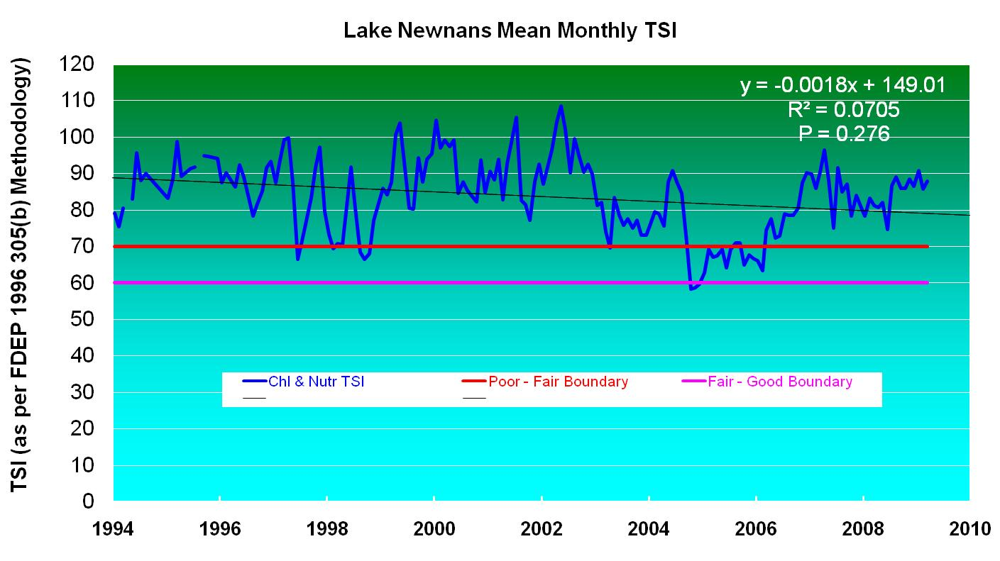 Lake Newnans Mean Monthly TSI
TSI (as per FDEP 1996 305(b) Methodology)
120
110
100
90
80
70
60
50
40
30
20
10
0
y = -0.0018x + 149.01
R² = 0.0705
P = 0.276
Chl & Nutr TSI Poor - Fair Boundary Fair - Good Boundary
1994 1996 1998 2000 2002 2004 2006 2008 2010